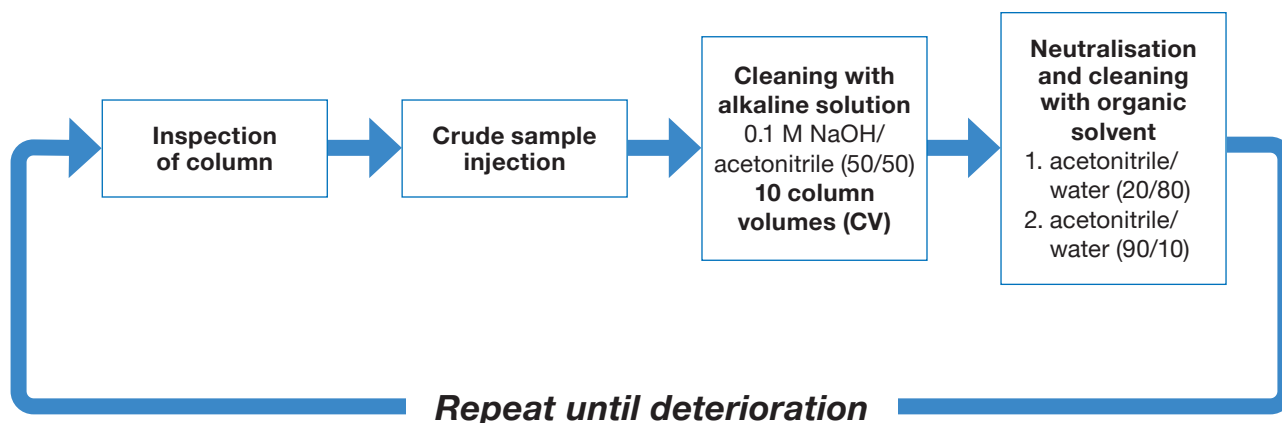 Inspection
of column
Crude sample
injection
Cleaning with
alkaline solution
0.1 M NaOH/
acetonitrile (50/50)
10 column
volumes (CV)
Neutralisation
and cleaning
with organic
solvent
1. acetonitrile/
water (20/80)
2. acetonitrile/
water (90/10)
Repeat until deterioration